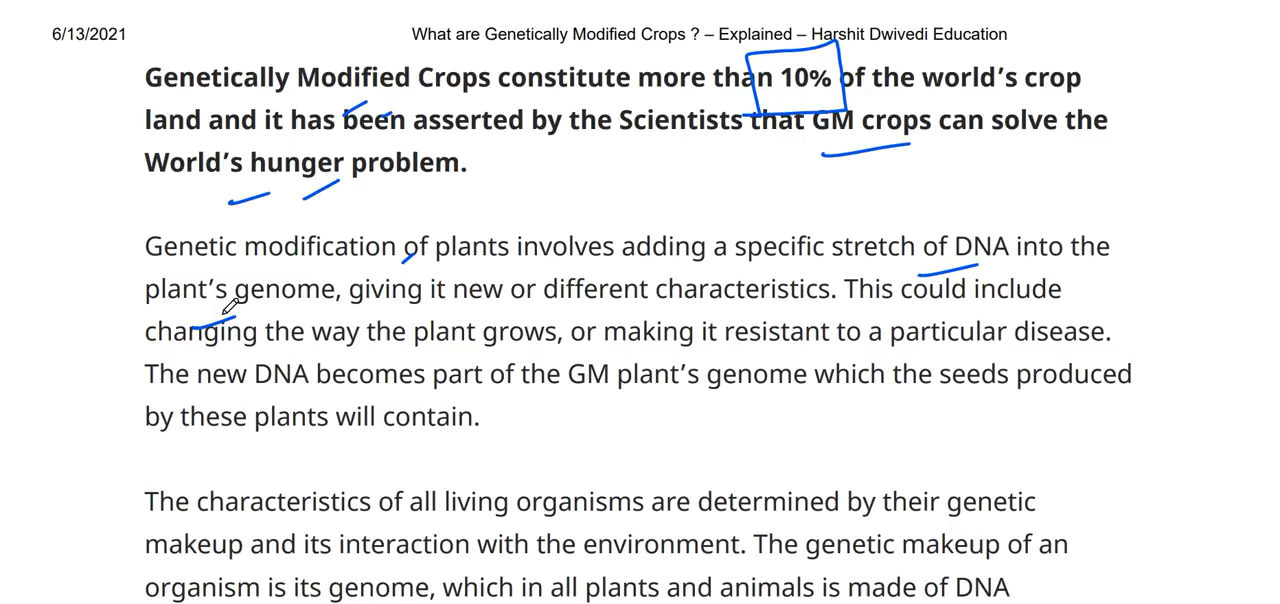 6/13/2021 What are Genetically Modified Crops ? – Explained – Harshit Dwivedi Education
Genetically Modified Crops constitute more than 10% of the world’s crop
land and it has been asserted by the Scientists that GM crops can solve the
World’s hunger problem.
Genetic modification of plants involves adding a specific stretch of DNA into the
plant’s genome, giving it new or different characteristics. This could include
changing the way the plant grows, or making it resistant to a particular disease.
The new DNA becomes part of the GM plant’s genome which the seeds produced
by these plants will contain.
The characteristics of all living organisms are determined by their genetic
makeup and its interaction with the environment. The genetic makeup of an
organism is its genome, which in all plants and animals is made of DNA